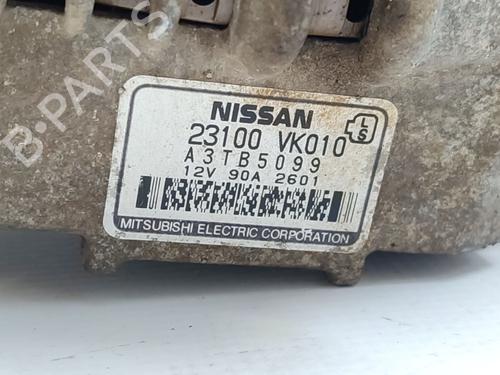 B-PARTS
NISSAN
23100 VK010 L S
A3TB5099
12V 90A 2601
MITSUBISHI ELECTRIC CORPORATION